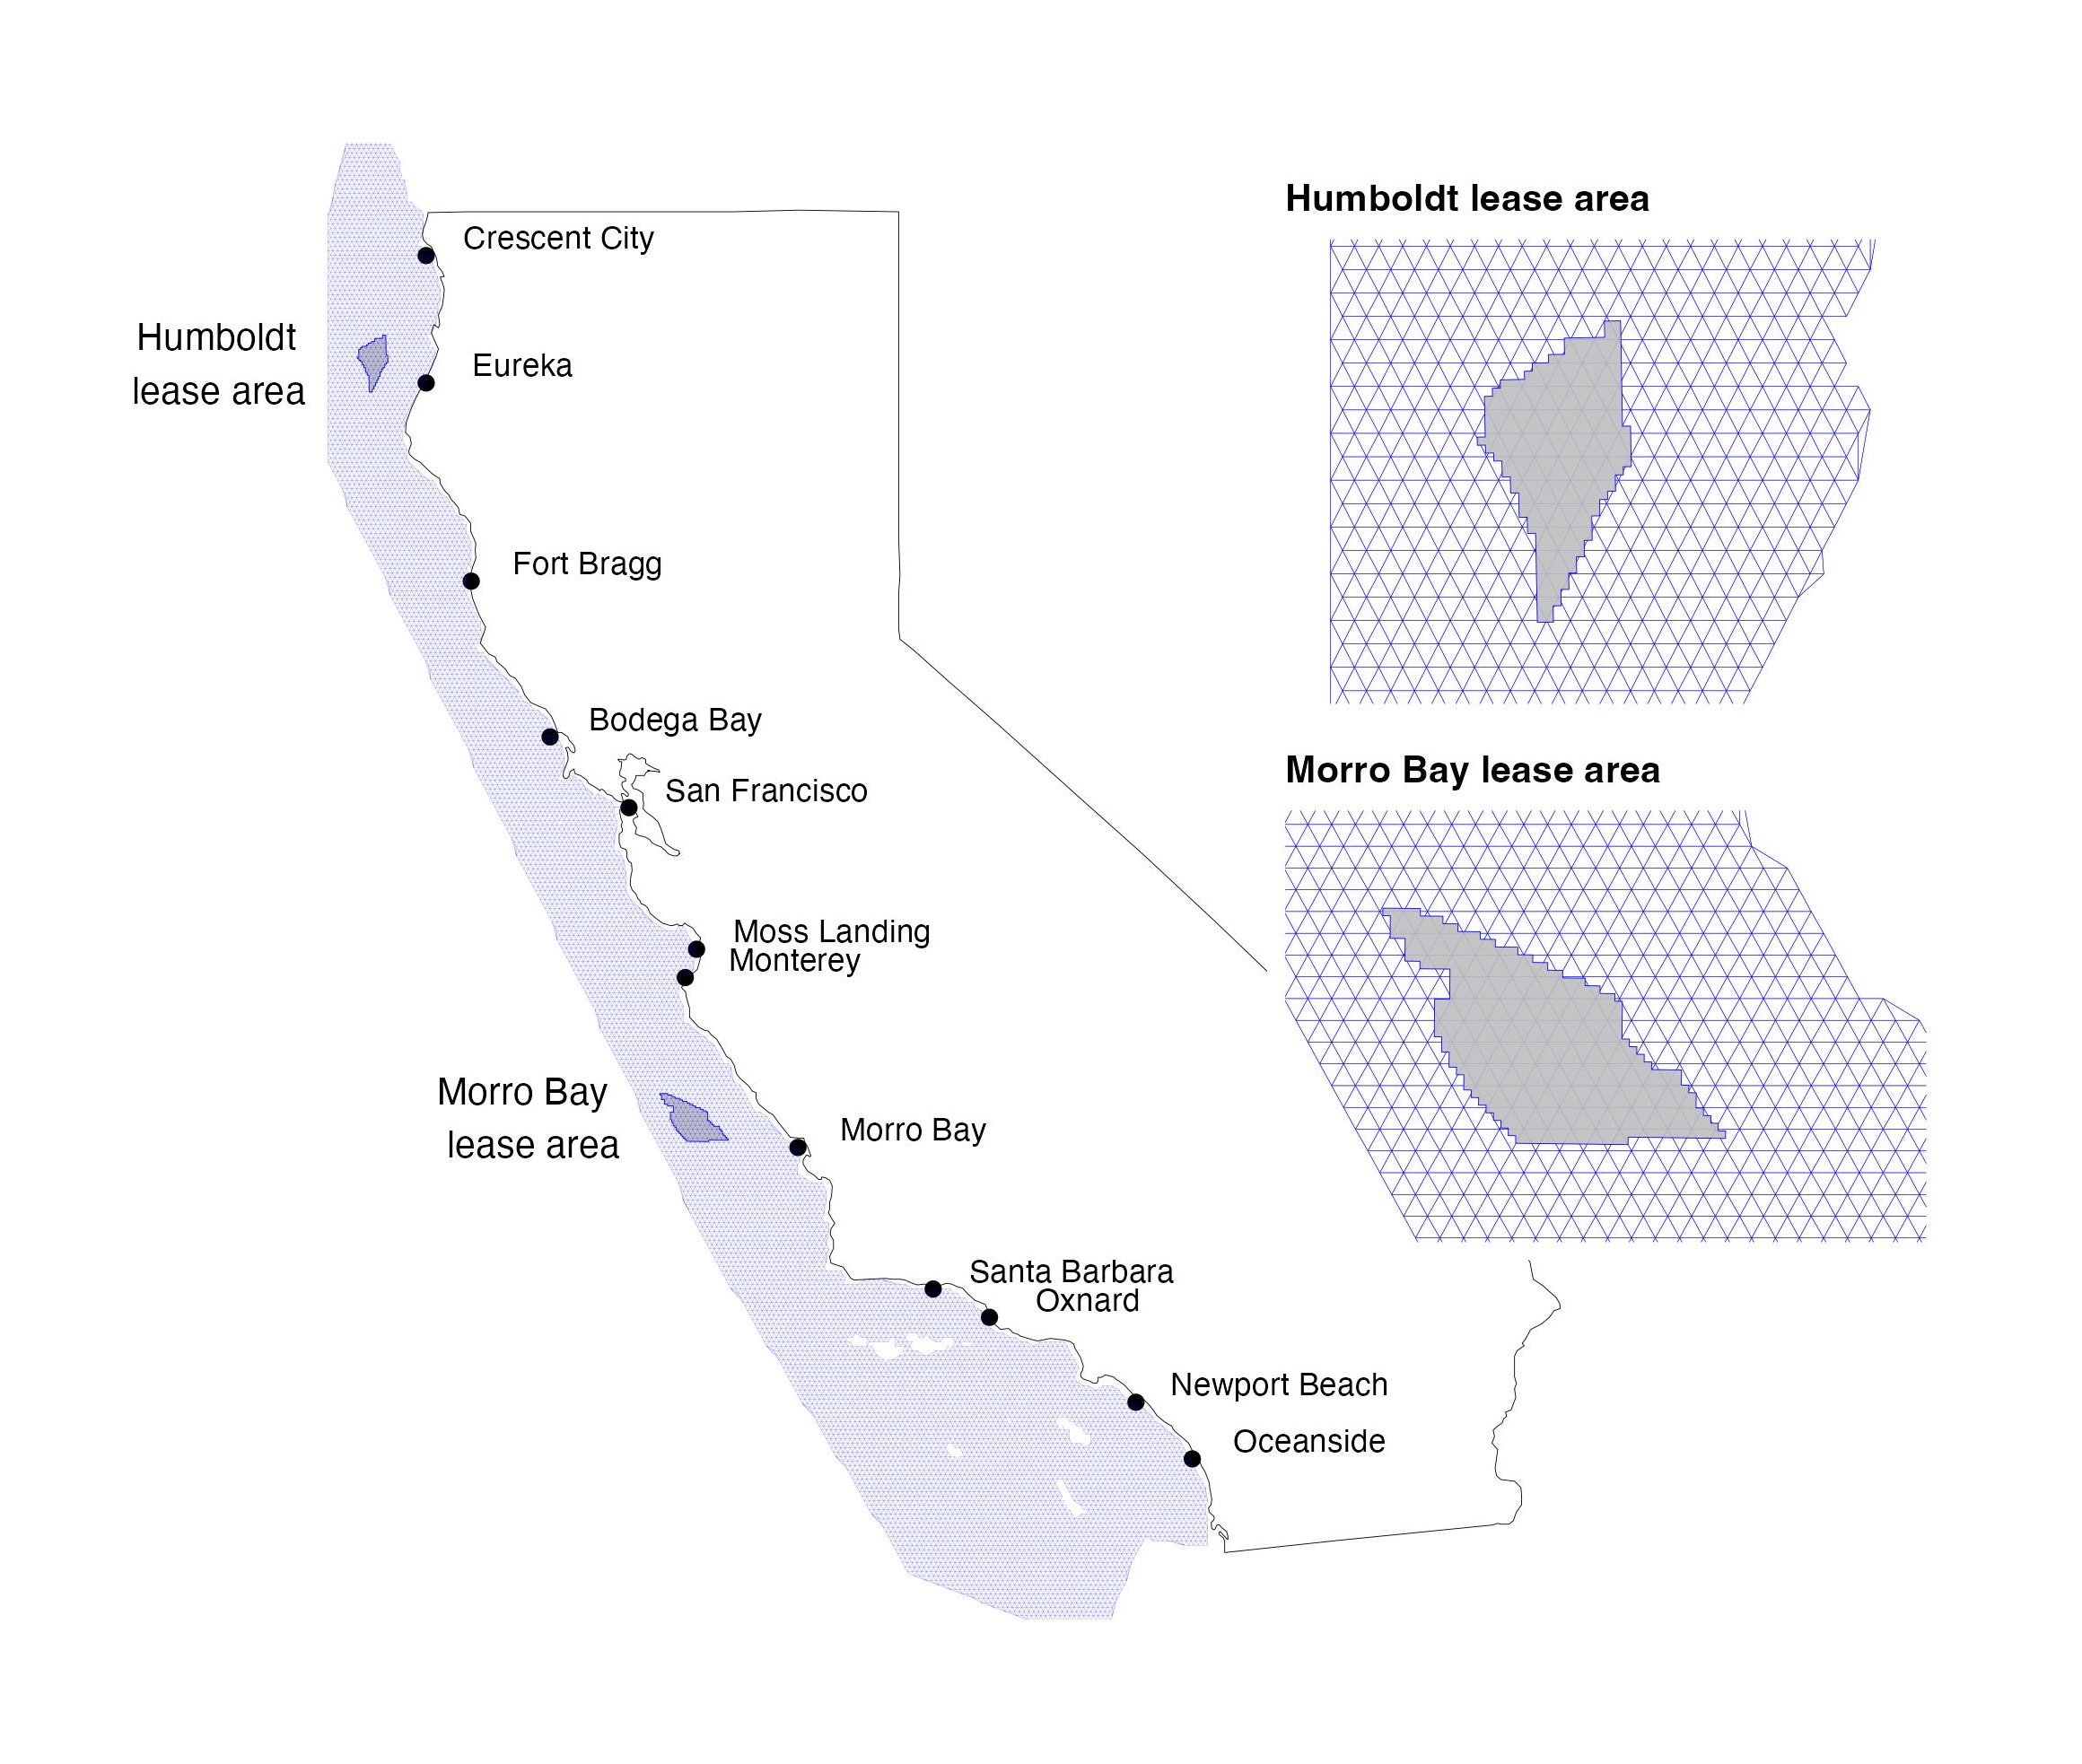 Humboldt lease area
Crescent City
Humboldt
lease area
Eureka
Fort Bragg
Bodega Bay
San Francisco
Morro Bay lease area
Moss Landing
Monterey
Morro Bay
lease area
Morro Bay
Santa Barbara
Oxnard
Newport Beach
Oceanside